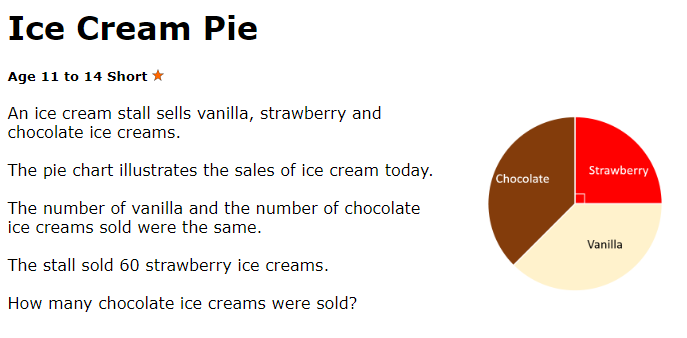 Ice Cream Pie
Age 11 to 14 Short
An ice cream stall sells vanilla, strawberry and
chocolate ice creams.
The pie chart illustrates the sales of ice cream today.
The number of vanilla and the number of chocolate
ice creams sold were the same.
The stall sold 60 strawberry ice creams.
How many chocolate ice creams were sold?
Chocolate
Strawberry
Vanilla